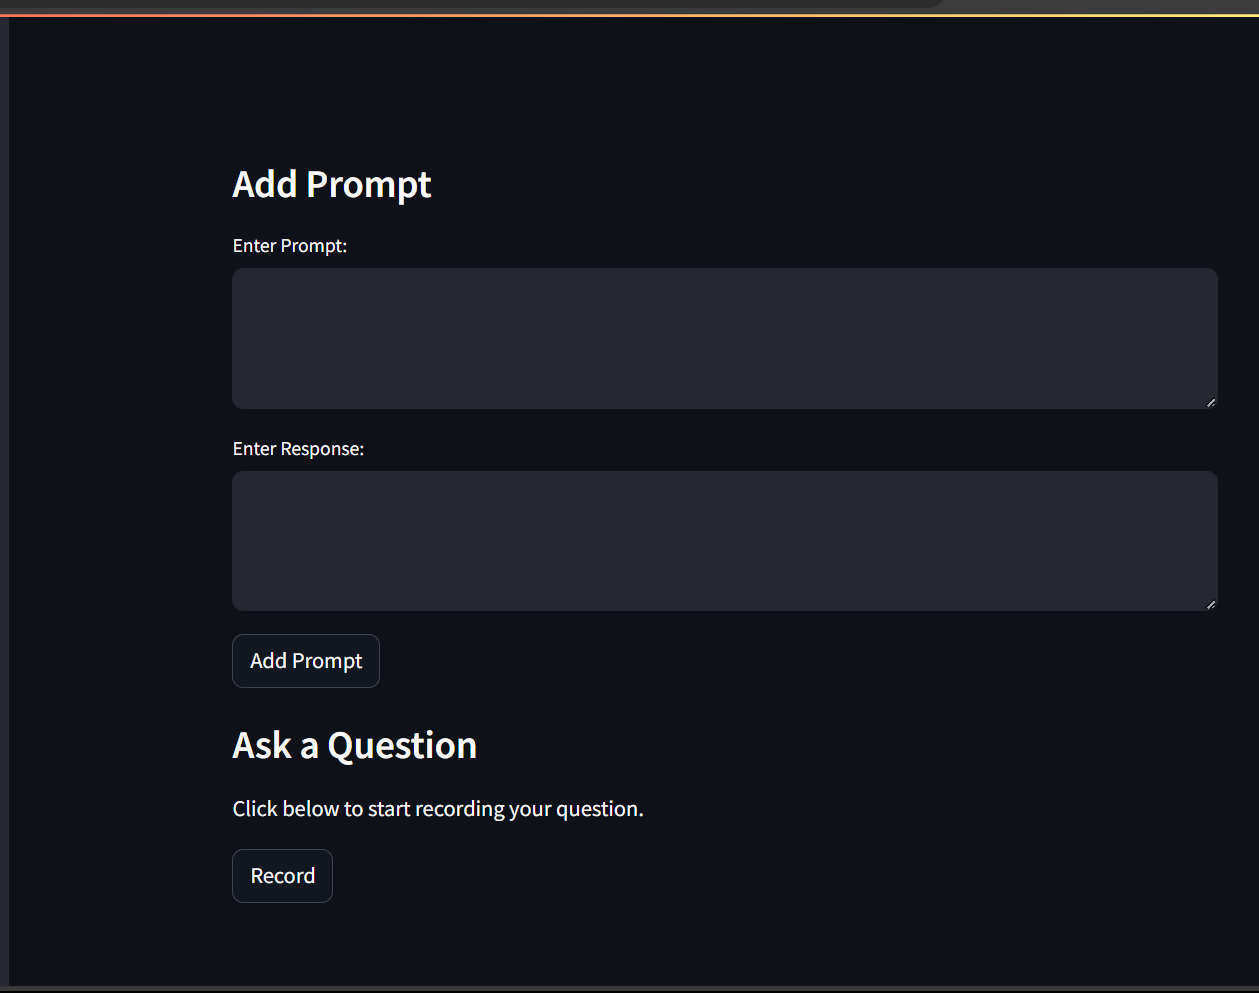 Add Prompt
Enter Prompt:
Enter Response:
Add Prompt
Ask a Question
Click below to start recording your question.
Record